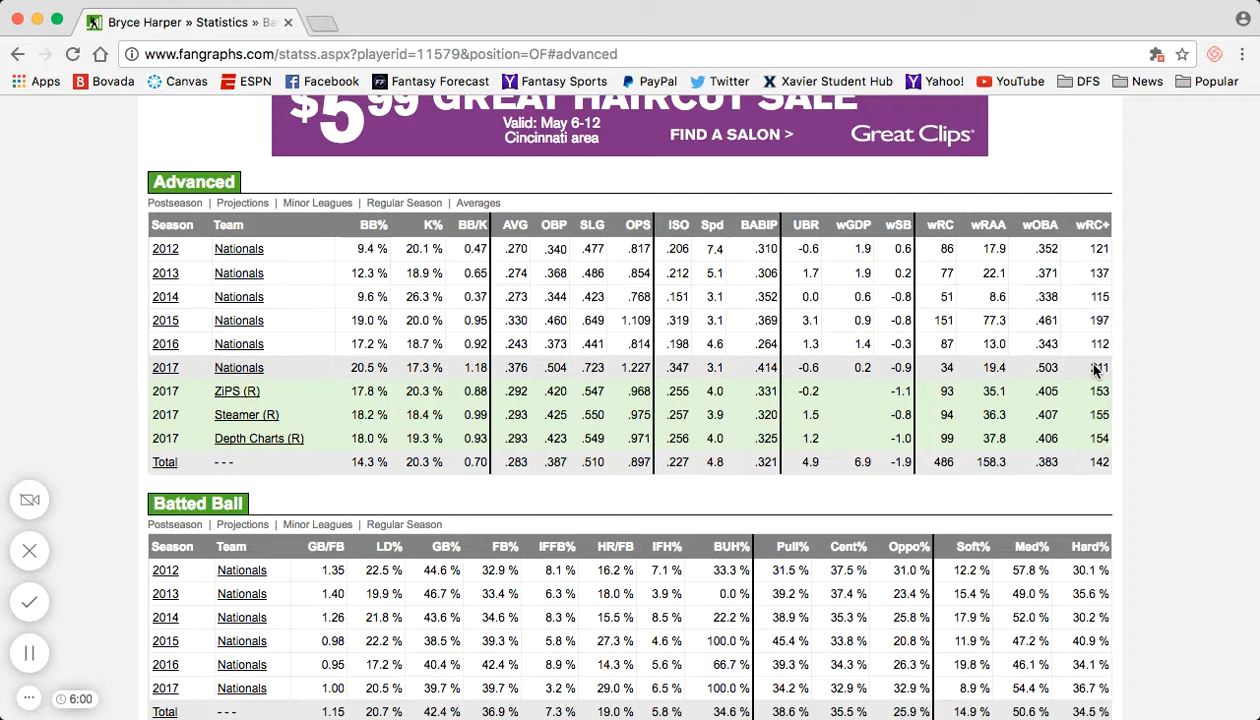 Bryce Harper » Statistics » Ba
www.fangraphs.com/statss.aspx?playerid=11579&position=OF#advanced
Apps Bovada Canvas ESPN Facebook Fantasy Forecast Fantasy Sports PayPal Twitter Xavier Student Hub Yahoo! YouTube DFS News Popular
$5.99 GREAT HAIRCUT SALE
Valid: May 6-12
Cincinnati area
FIND A SALON >
Great Clips
Advanced
Postseason | Projections | Minor Leagues | Regular Season | Averages
Season Team BB% K% BB/K AVG OBP SLG OPS ISO Spd BABIP UBR wGDP wSB wRC wRAA wOBA wRC+
2012 Nationals 9.4 % 20.1 % 0.47 .270 .340 .477 .817 .206 7.4 .310 -0.6 1.9 0.6 86 17.9 .352 121
2013 Nationals 12.3 % 18.9 % 0.65 .274 .368 .486 .854 .212 5.1 .306 1.7 1.9 0.2 77 22.1 .371 137
2014 Nationals 9.6 % 26.3 % 0.37 .273 .344 .423 .768 .151 3.1 .352 0.0 0.6 -0.8 51 8.6 .338 115
2015 Nationals 19.0 % 20.0 % 0.95 .330 .460 .649 1.109 .319 3.1 .369 3.1 0.9 -0.8 151 77.3 .461 197
2016 Nationals 17.2 % 18.7 % 0.92 .243 .373 .441 .814 .198 4.6 .264 1.3 1.4 -0.3 87 13.0 .343 112
2017 Nationals 20.5 % 17.3 % 1.18 .376 .504 .723 1.227 .347 3.1 .414 -0.6 0.2 -0.9 34 19.4 .503
2017 ZiPS (R) 17.8 % 20.3 % 0.88 .292 .420 .547 .968 .255 4.0 .331 -0.2 -1.1 93 35.1 .405 153
2017 Steamer (R) 18.2 % 18.4 % 0.99 .293 .425 .550 .975 .257 3.9 .320 1.5 -0.8 94 36.3 .407 155
2017 Depth Charts (R) 18.0 % 19.3 % 0.93 .293 .423 .549 .971 .256 4.0 .325 1.2 -1.0 99 37.8 .406 154
Total - - - 14.3 % 20.3 % 0.70 .283 .387 .510 .897 .227 4.8 .321 4.9 6.9 -1.9 486 158.3 .383 142
Batted Ball
Postseason | Projections | Minor Leagues | Regular Season
Season Team GB/FB LD% GB% FB% IFFB% HR/FB IFH% BUH% Pull% Cent% Oppo% Soft% Med% Hard%
2012 Nationals 1.35 22.5 % 44.6 % 32.9 % 8.1 % 16.2 % 7.1 % 33.3 % 31.5 % 37.5 % 31.0 % 12.2 % 57.8 % 30.1 %
2013 Nationals 1.40 19.9 % 46.7 % 33.4 % 6.3 % 18.0 % 3.9 % 0.0 % 39.2 % 37.4 % 23.4 % 15.4 % 49.0 % 35.6 %
2014 Nationals 1.26 21.8 % 43.6 % 34.6 % 8.3 % 15.5 % 8.5 % 22.2 % 38.9 % 35.3 % 25.8 % 17.9 % 52.0 % 30.2 %
2015 Nationals 0.98 22.2 % 38.5 % 39.3 % 5.8 % 27.3 % 4.6 % 100.0 % 45.4 % 33.8 % 20.8 % 11.9 % 47.2 % 40.9 %
2016 Nationals 0.95 17.2 % 40.4 % 42.4 % 8.9 % 14.3 % 5.6 % 66.7 % 39.3 % 34.3 % 26.3 % 19.8 % 46.1 % 34.1 %
2017 Nationals 1.00 20.5 % 39.7 % 39.7 % 3.2 % 29.0 % 6.5 % 100.0 % 34.2 % 32.9 % 32.9 % 8.9 % 54.4 % 36.7 %
Total - - - 1.15 20.7 % 42.4 % 36.9 % 7.3 % 19.0 % 5.8 % 34.6 % 38.6 % 35.5 % 25.9 % 14.9 % 50.6 % 34.5 %
6:00